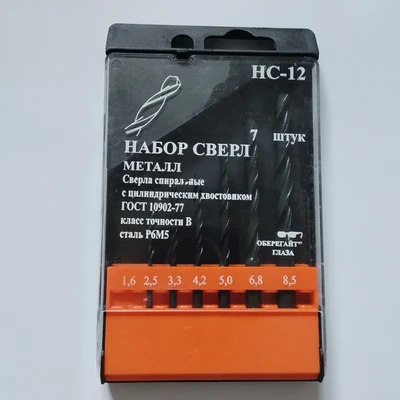 НС-12
7 штук
НАБОР СВЕРЛ
МЕТАЛЛ
Сверла спиральные
с цилиндрическим хвостовиком
ГОСТ 10902-77
класс точности В
сталь Р6М5
ОБЕРЕГАЙТЕ
ГЛАЗА
1,6 2,5 3,3 4,2 5,0 6,8 8,5